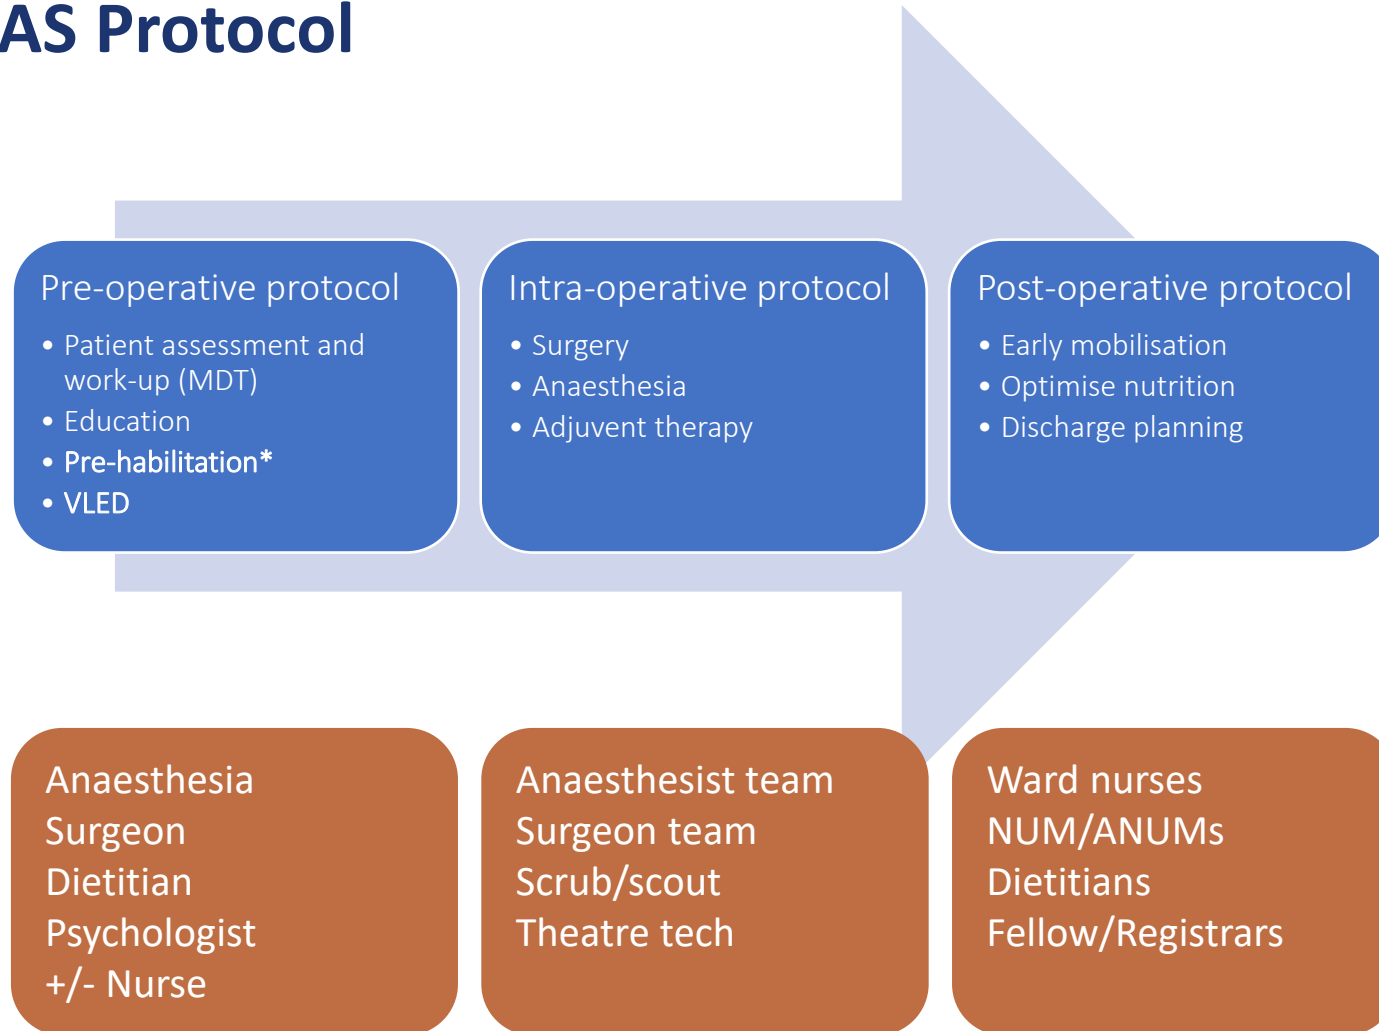 AS Protocol
Pre-operative protocol
• Patient assessment and
work-up (MDT)
• Education
• Pre-habilitation*
• VLED
Intra-operative protocol
• Surgery
• Anaesthesia
• Adjuvent therapy
Post-operative protocol
• Early mobilisation
• Optimise nutrition
• Discharge planning
Anaesthesia
Surgeon
Dietitian
Psychologist
+/- Nurse
Anaesthesist team
Surgeon team
Scrub/scout
Theatre tech
Ward nurses
NUM/ANUMs
Dietitians
Fellow/Registrars